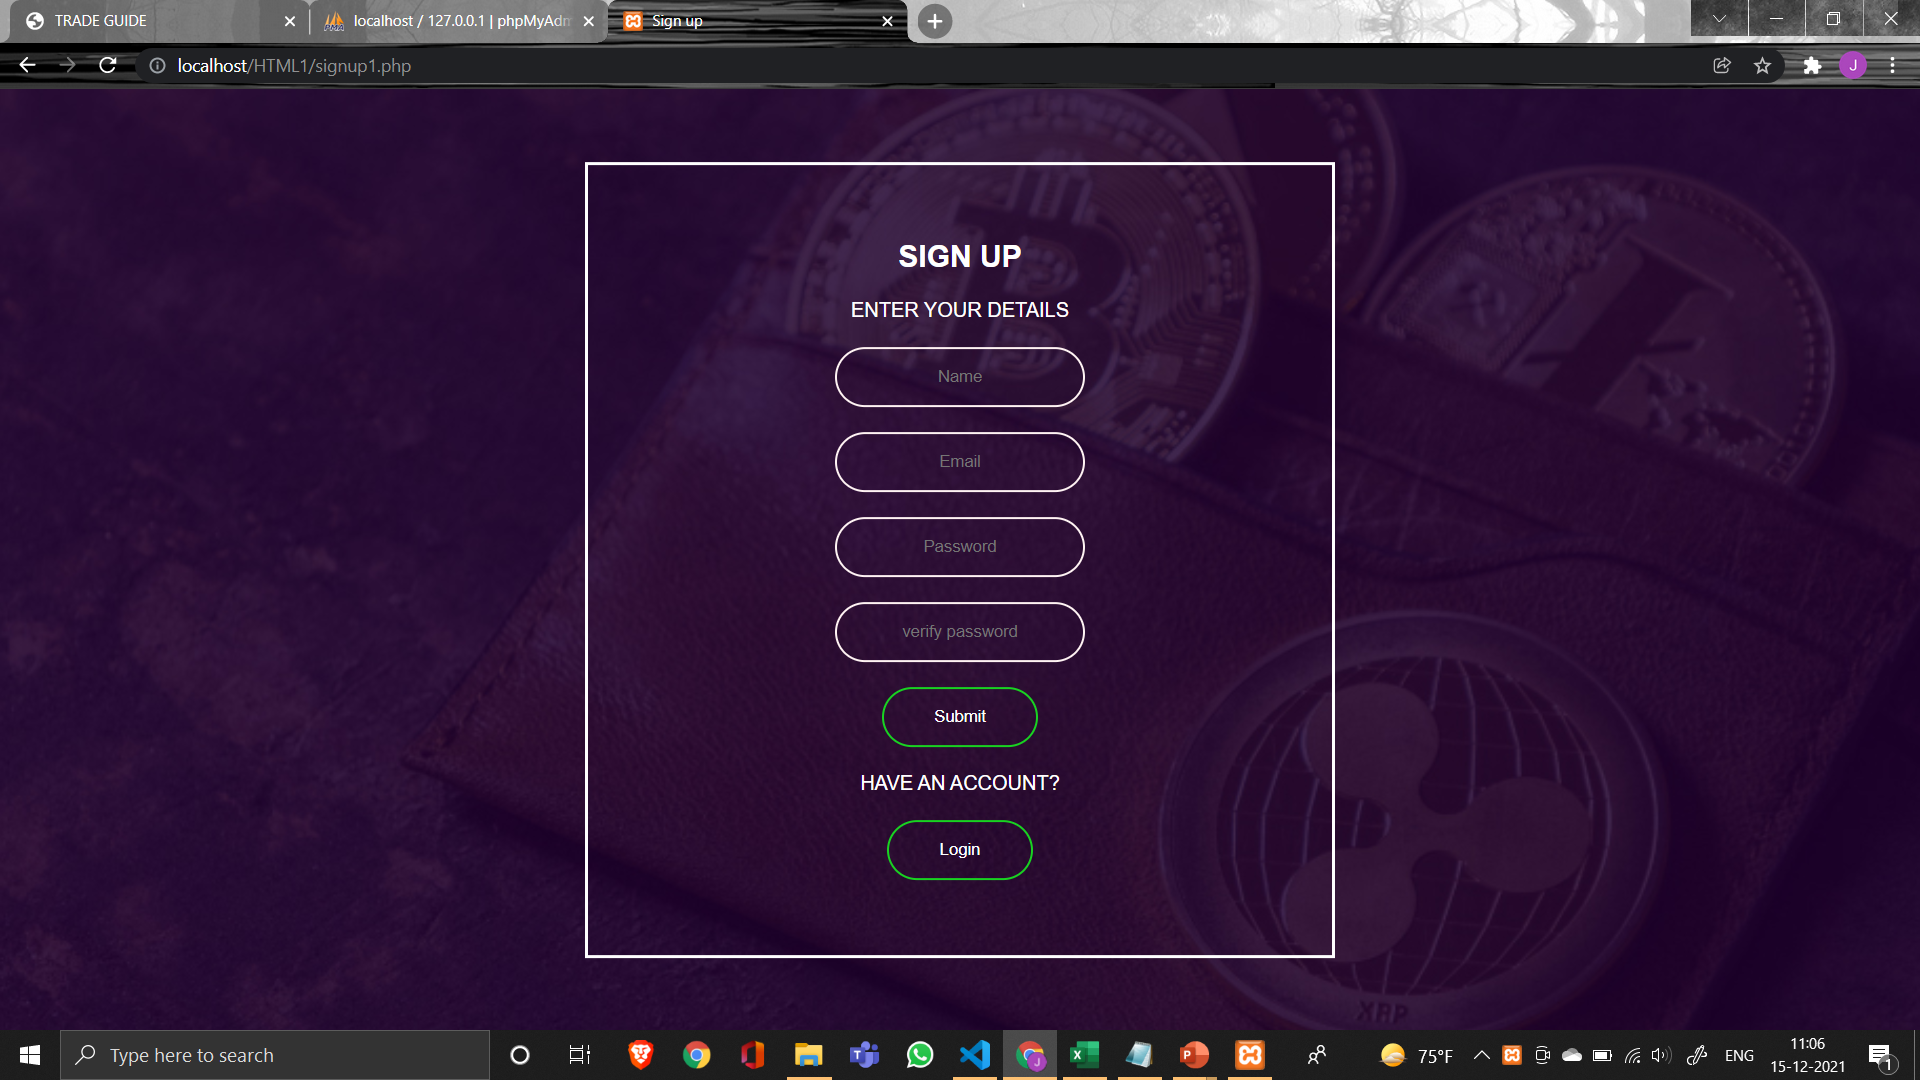 TRADE GUIDE
localhost / 127.0.0.1 | phpMyAdm
Sign up
localhost/HTML1/signup1.php
J
SIGN UP
ENTER YOUR DETAILS
Name
Email
Password
verify password
Submit
HAVE AN ACCOUNT?
Login
XRP
Type here to search
75°F
ENG
11:06
15-12-2021
1